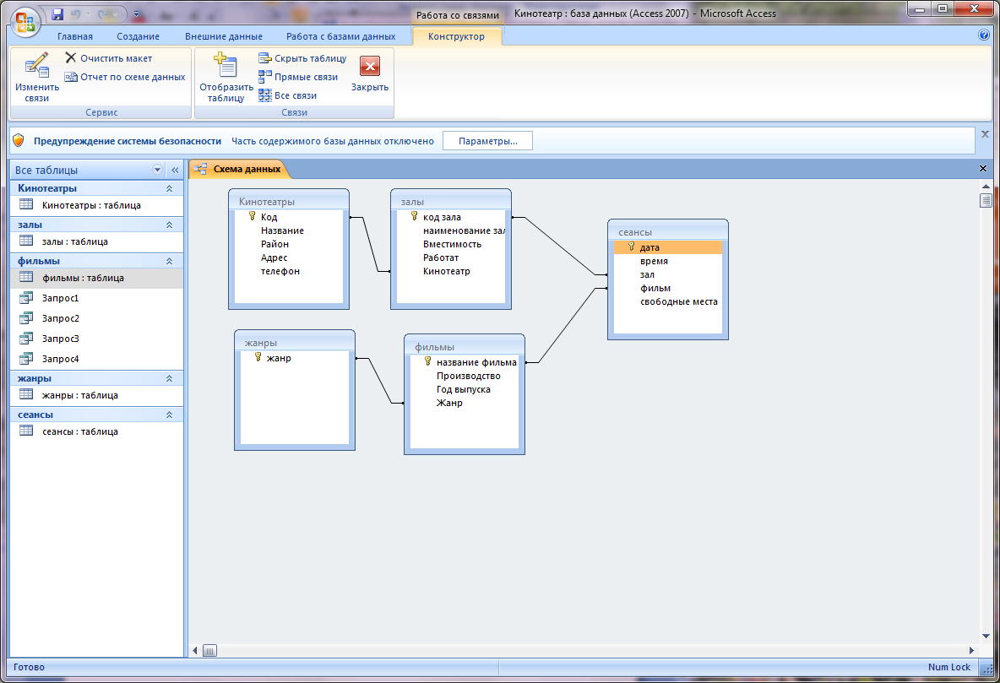 Работа со связями
Кинотеатр : база данных (Access 2007) - Microsoft Access
Главная
Создание
Внешние данные
Работа с базами данных
Конструктор
Изменить связи
Очистить макет
Отчет по схеме данных
Сервис
Отобразить таблицу
Скрыть таблицу
Прямые связи
Все связи
Закрыть
Связи
Предупреждение системы безопасности
Часть содержимого базы данных отключено
Параметры...
Все таблицы
Кинотеатры
Кинотеатры : таблица
залы
залы : таблица
фильмы
фильмы : таблица
Запрос1
Запрос2
Запрос3
Запрос4
жанры
жанры : таблица
сеансы
сеансы : таблица
Схема данных
Кинотеатры
Код
Название
Район
Адрес
телефон
залы
код зала
наименование зал
Вместимость
Работат
Кинотеатр
сеансы
дата
время
зал
фильм
свободные места
жанры
жанр
фильмы
название фильма
Производство
Год выпуска
Жанр
Готово
Num Lock